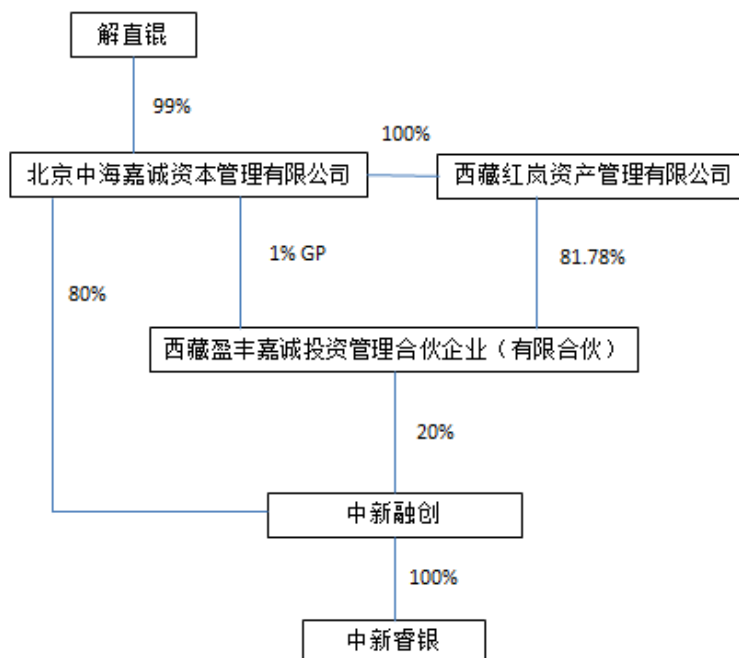 解直锟
99%
100%
北京中海嘉诚资本管理有限公司
西藏红岚资产管理有限公司
1% GP
81.78%
80%
西藏盈丰嘉诚投资管理合伙企业（有限合伙）
20%
中新融创
100%
中新睿银